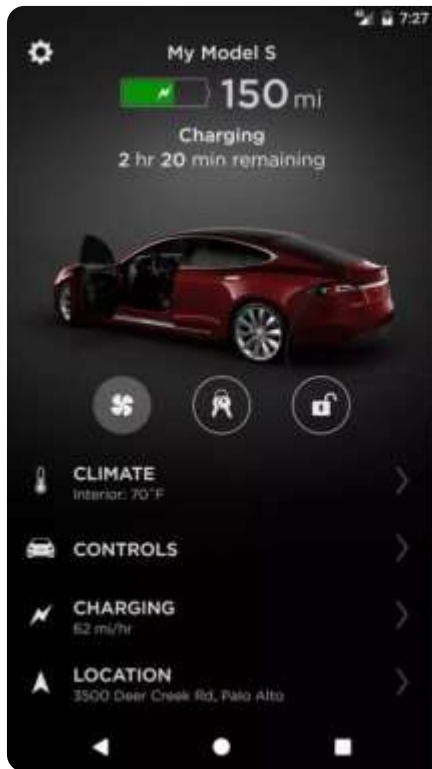 7:27
My Model S
150 mi
Charging
2 hr 20 min remaining
CLIMATE
Interior: 70°F
CONTROLS
CHARGING
62 mi/hr
LOCATION
3500 Deer Creek Rd, Palo Alto